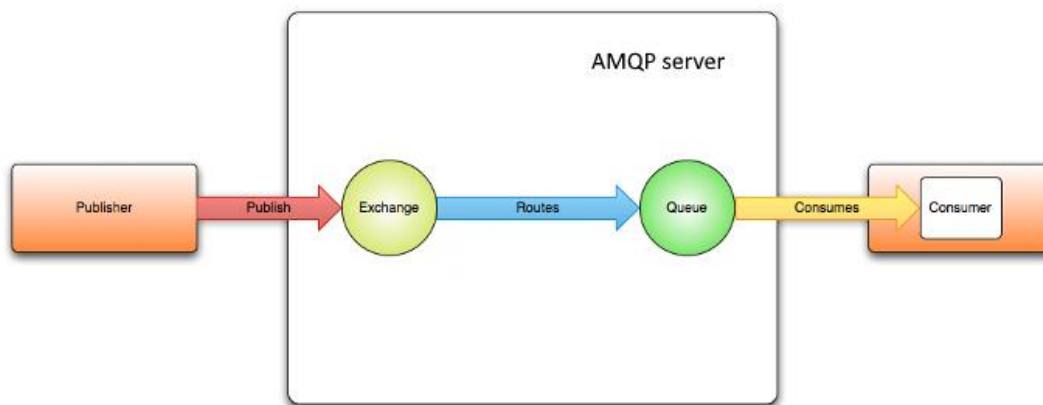 AMQP server
Publisher
Publish
Exchange
Routes
Queue
Consumes
Consumer